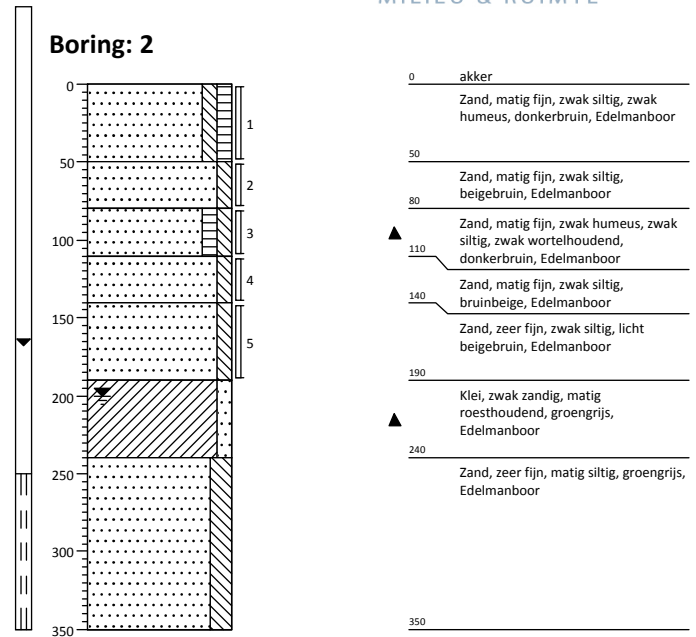 MILIEU & RUIMTE
Boring: 2
0
50
100
150
200
250
300
350
1
2
3
4
5
0 akker
Zand, matig fijn, zwak siltig, zwak
humeus, donkerbruin, Edelmanboor
50
Zand, matig fijn, zwak siltig,
beigebruin, Edelmanboor
80
Zand, matig fijn, zwak humeus, zwak
siltig, zwak wortelhoudend,
donkerbruin, Edelmanboor
110
Zand, matig fijn, zwak siltig,
bruinbeige, Edelmanboor
140
Zand, zeer fijn, zwak siltig, licht
beigebruin, Edelmanboor
190
Klei, zwak zandig, matig
roesthoudend, groengrijs,
Edelmanboor
240
Zand, zeer fijn, matig siltig, groengrijs,
Edelmanboor
350